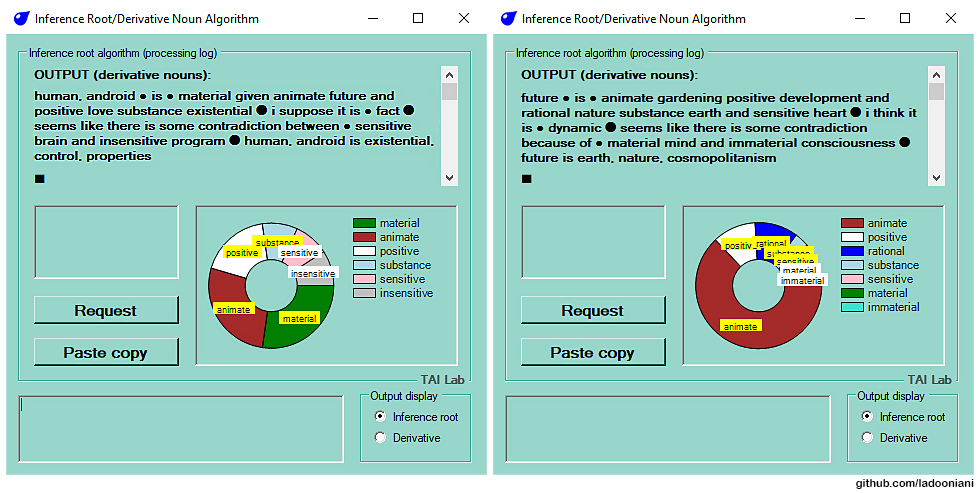 Inference Root/Derivative Noun Algorithm
Inference root algorithm (processing log)
OUTPUT (derivative nouns):
human, android ● is ● material given animate future and
positive love substance existential ● i suppose it is ● fact ●
seems like there is some contradiction between ● sensitive
brain and insensitive program ● human, android is existential,
control, properties
■
substance
sensitive
positive
insensitive
animate
material
material
animate
positive
substance
sensitive
insensitive
Request
Paste copy
TAI Lab
Output display
Inference root
Derivative
Inference Root/Derivative Noun Algorithm
Inference root algorithm (processing log)
OUTPUT (derivative nouns):
future ● is ● animate gardening positive development and
rational nature substance earth and sensitive heart ● i think it
is ● dynamic ● seems like there is some contradiction
because of ● material mind and immaterial consciousness ●
future is earth, nature, cosmopolitanism
■
positiv
rational
substance
sensitive
material
immaterial
animate
animate
positive
rational
substance
sensitive
material
immaterial
Request
Paste copy
TAI Lab
Output display
Inference root
Derivative
github.com/ladooniani